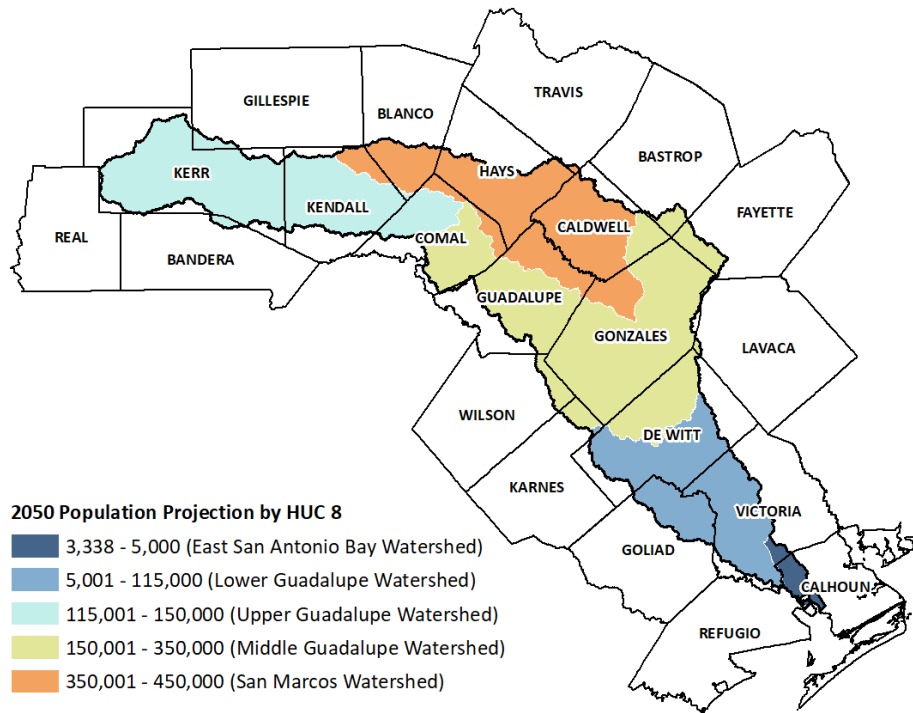 TRAVIS
GILLESPIE
BLANCO
BASTROP
KERR
HAYS
KENDALL
FAYETTE
CALDWELL
REAL
COMAL
BANDERA
GUADALUPE
GONZALES
LAVACA
WILSON
DE WITT
KARNES
VICTORIA
GOLIAD
CALHOUN
REFUGIO
2050 Population Projection by HUC 8
3,338 - 5,000 (East San Antonio Bay Watershed)
5,001 - 115,000 (Lower Guadalupe Watershed)
115,001 - 150,000 (Upper Guadalupe Watershed)
150,001 - 350,000 (Middle Guadalupe Watershed)
350,001 - 450,000 (San Marcos Watershed)